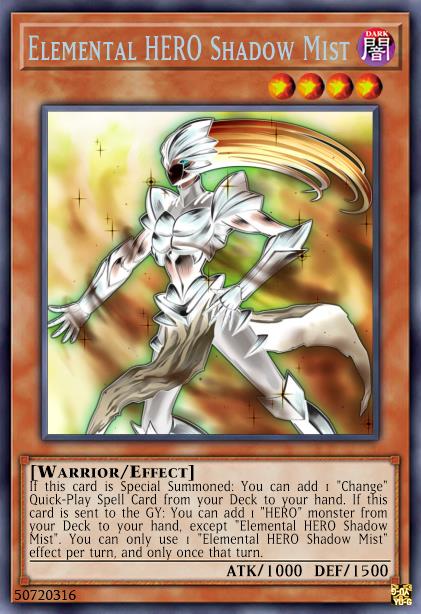 Elemental HERO Shadow Mist
DARK
闇
[Warrior/Effect]
If this card is Special Summoned: You can add 1 "Change"
Quick-Play Spell Card from your Deck to your hand. If this
card is sent to the GY: You can add 1 "HERO" monster from
your Deck to your hand, except "Elemental HERO Shadow
Mist". You can only use 1 "Elemental HERO Shadow Mist"
effect per turn, and only once that turn.
ATK/1000 DEF/1500
50720316